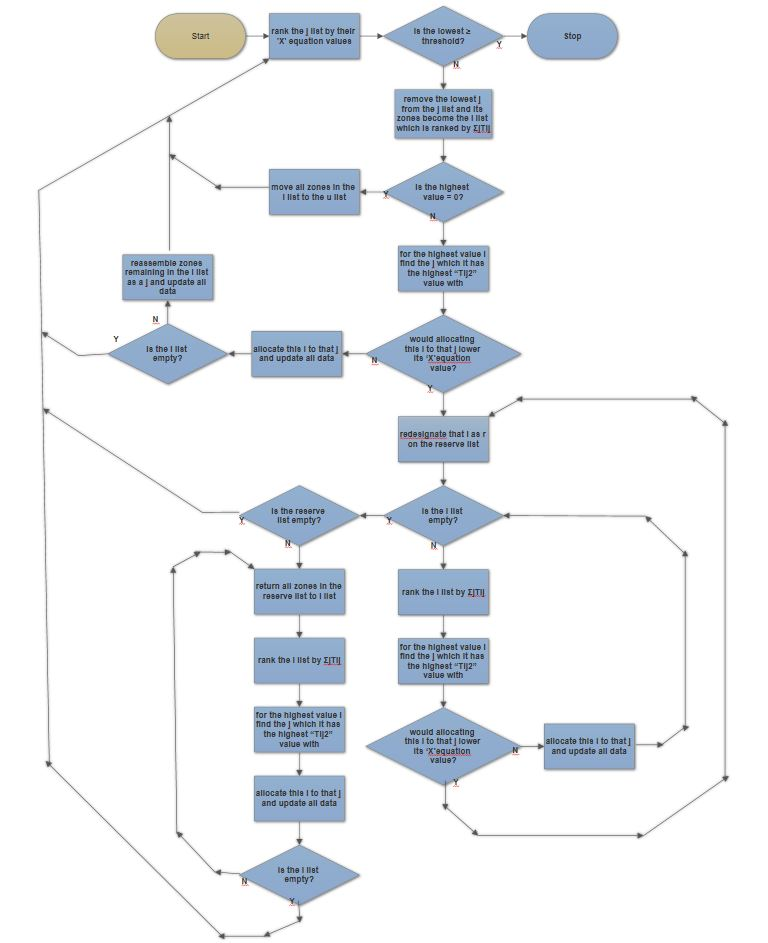 Start
rank the j list by their
'X' equation values
Is the lowest ≥
threshold?
Y
Stop
N
remove the lowest j
from the j list and its
zones become the i list
which is ranked by ΣjTij
move all zones in the
i list to the u list
Y
Is the highest
value = 0?
N
reassemble zones
remaining in the i list
as a j and update all
data
for the highest value i
find the j which it has
the highest “Tij2”
value with
N
Y
Is the i list
empty?
allocate this i to that j
and update all data
N
would allocating
this i to that j lower
its 'X'equation
value?
Y
redesignate that i as r
on the reserve list
Is the reserve
list empty?
Y
N
Y
Is the i list
empty?
N
return all zones in the
reserve list to i list
rank the i list by ΣjTij
rank the i list by ΣjTij
for the highest value i
find the j which it has
the highest “Tij2”
value with
for the highest value i
find the j which it has
the highest “Tij2”
value with
would allocating
this i to that j lower
its 'X'equation
value?
N
Y
allocate this i to that j
and update all data
allocate this i to that j
and update all data
Is the i list
empty?
N
Y